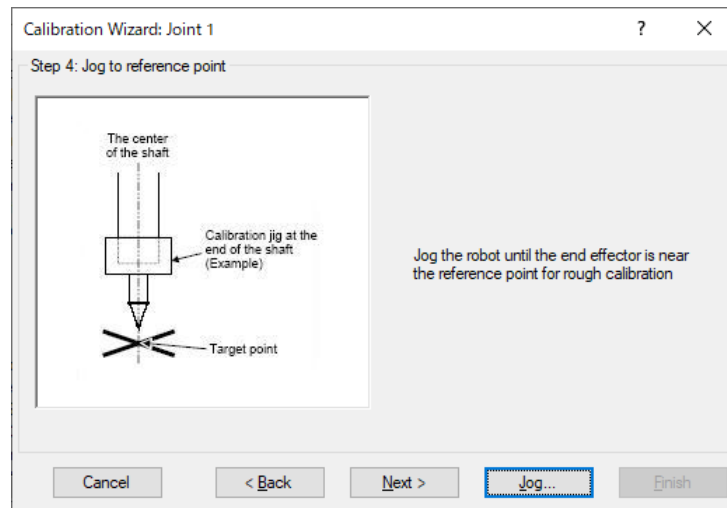 Calibration Wizard: Joint 1
Step 4: Jog to reference point
The center
of the shaft
Calibration jig at the
end of the shaft
(Example)
Target point
Jog the robot until the end effector is near
the reference point for rough calibration
Cancel
< Back
Next >
Jog...
Finish